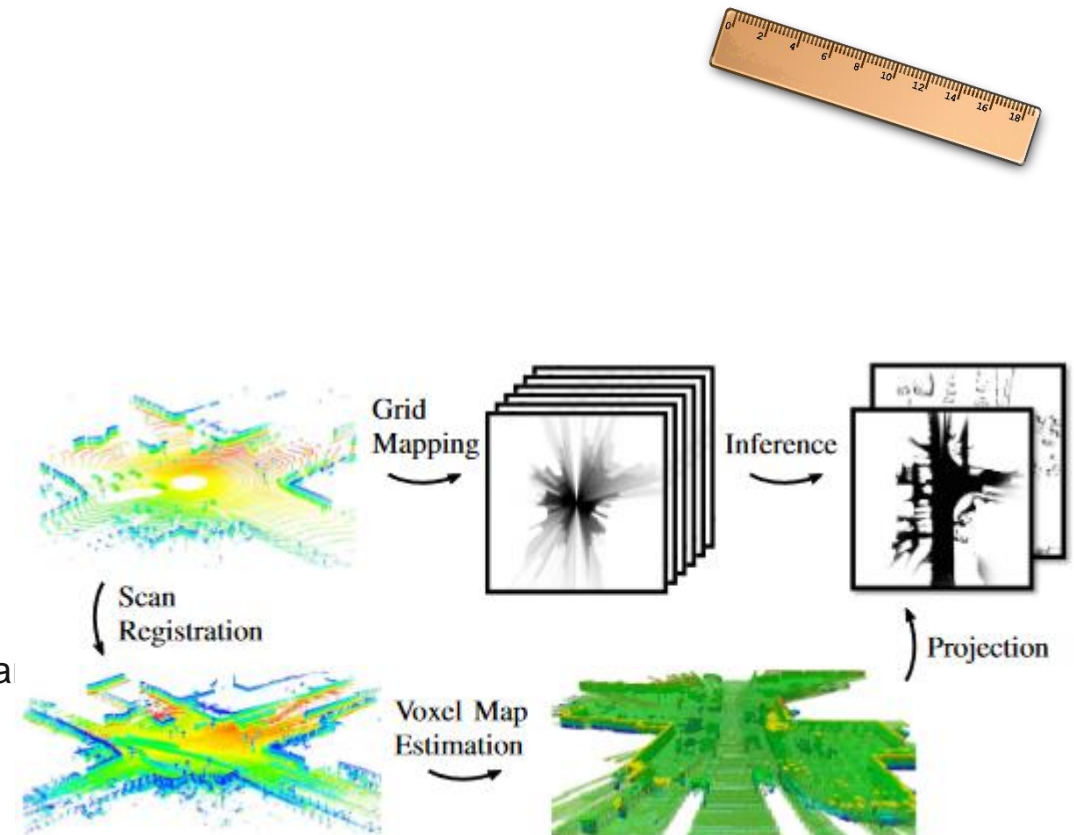 0 2 4 6 8 10 12 14 16 18
Grid
Mapping
Inference
Scan
Registration
Projection
Voxel Map
Estimation